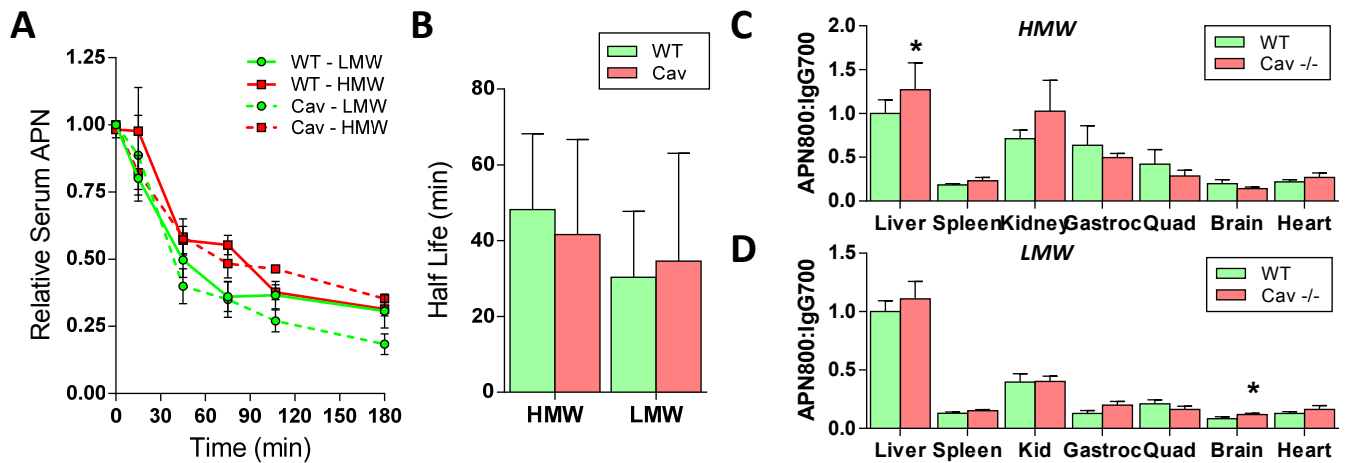 A
Relative Serum APN
1.25
1.00
0.75
0.50
0.25
0.00
0 30 60 90 120 150 180
Time (min)
WT - LMW
WT - HMW
Cav - LMW
Cav - HMW
B
WT
Cav
Half Life (min)
80
60
40
20
0
HMW LMW
C
HMW
WT
Cav -/-
APN800:IgG700
2.0
1.5
1.0
0.5
0.0
*
Liver Spleen Kidney Gastroc Quad Brain Heart
D
LMW
WT
Cav -/-
APN800:IgG700
1.5
1.0
0.5
0.0
*
Liver Spleen Kid Gastroc Quad Brain Heart